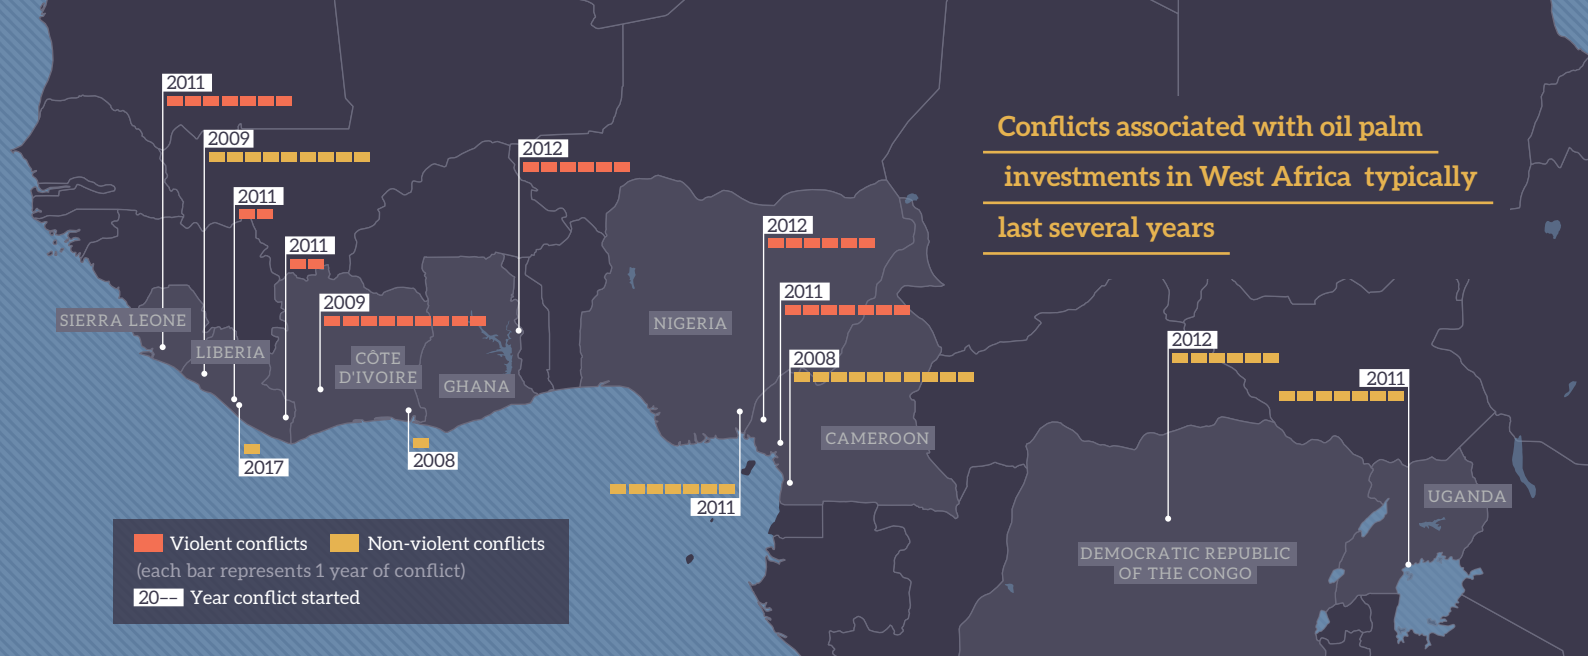 Conflicts associated with oil palm
investments in West Africa typically
last several years
2011
2009
2011
2011
2009
2012
2012
2011
2008
2012
2011
SIERRA LEONE
LIBERIA
CÔTE
D'IVOIRE
GHANA
NIGERIA
CAMEROON
UGANDA
DEMOCRATIC REPUBLIC
OF THE CONGO
2017
2008
2011
Violent conflicts
Non-violent conflicts
(each bar represents 1 year of conflict)
20–– Year conflict started